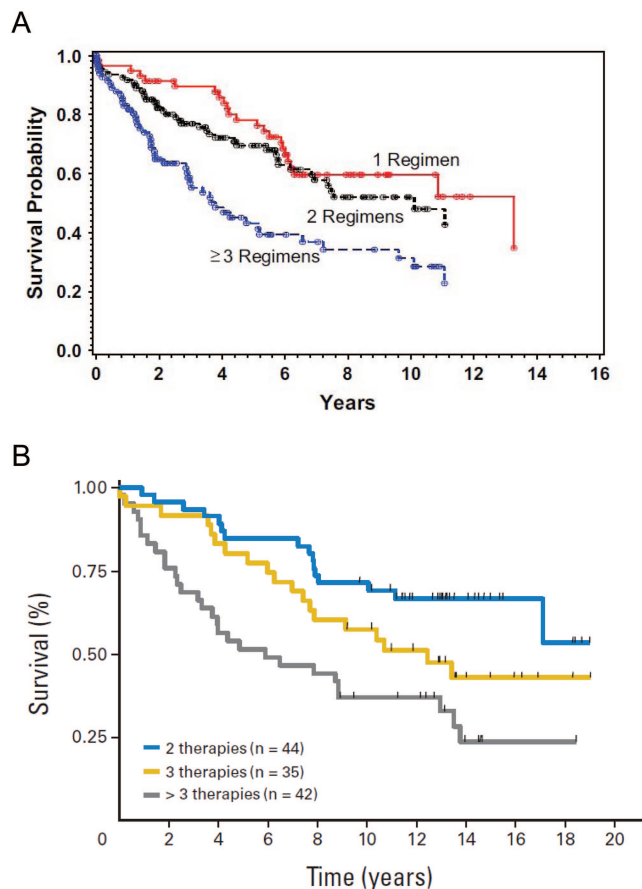 A
1.0
0.8
0.6
0.4
0.2
0.0
Survival Probability
1 Regimen
2 Regimens
≥3 Regimens
0 2 4 6 8 10 12 14 16
Years
B
1.00
0.75
0.50
0.25
Survival (%)
2 therapies (n = 44)
3 therapies (n = 35)
> 3 therapies (n = 42)
2 4 6 8 10 12 14 16 18 20
Time (years)